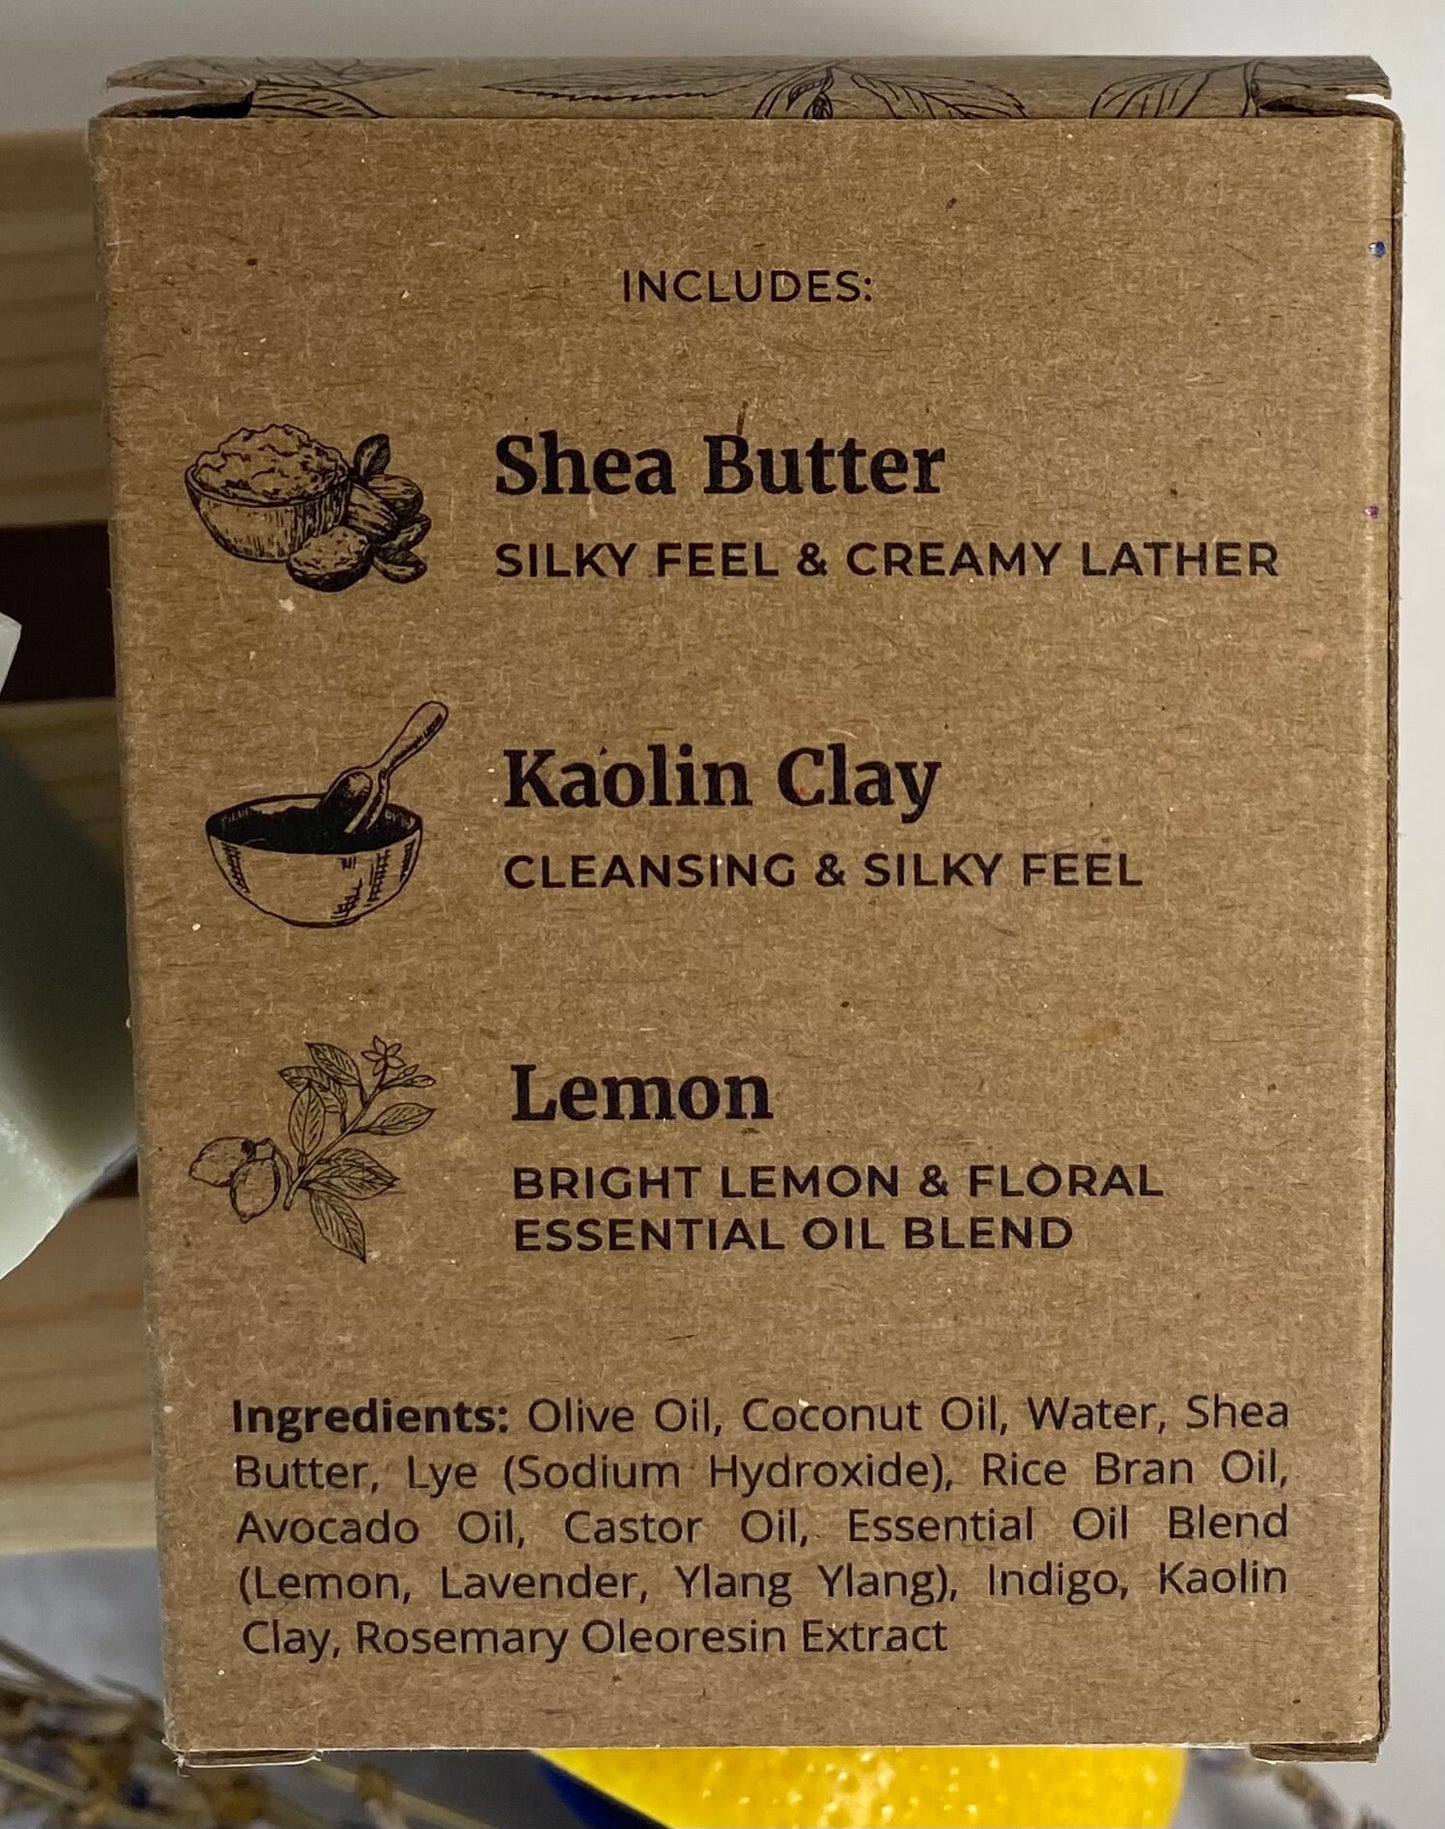 INCLUDES:
Shea Butter
SILKY FEEL & CREAMY LATHER
Kaolin Clay
CLEANSING & SILKY FEEL
Lemon
BRIGHT LEMON & FLORAL
ESSENTIAL OIL BLEND
Ingredients: Olive Oil, Coconut Oil, Water, Shea
Butter, Lye (Sodium Hydroxide), Rice Bran Oil,
Avocado Oil, Castor Oil, Essential Oil Blend
(Lemon, Lavender, Ylang Ylang), Indigo, Kaolin
Clay, Rosemary Oleoresin Extract